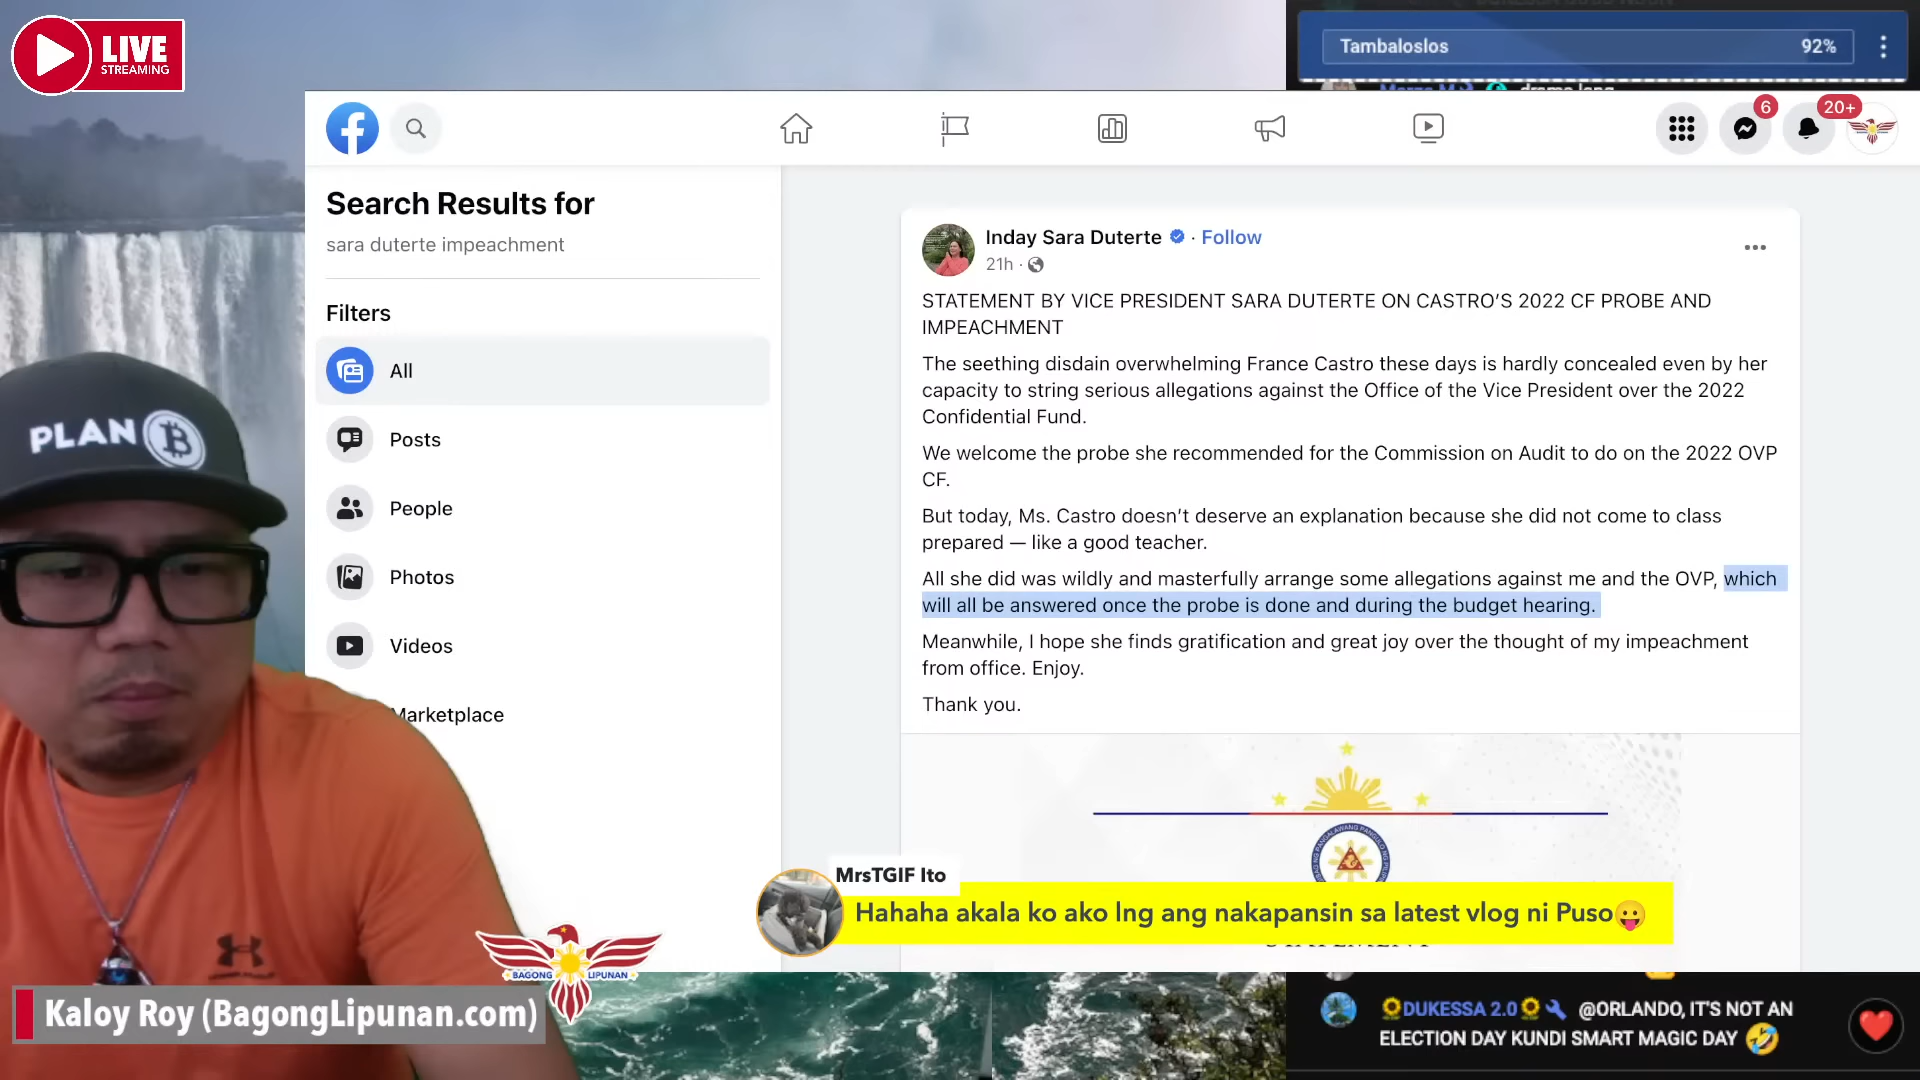 LIVE
STREAMING
Tambaloslos 92%
drama lang
6
20+
Search Results for
sara duterte impeachment
Filters
All
Posts
People
Photos
Videos
Marketplace
Inday Sara Duterte · Follow
21h ·
STATEMENT BY VICE PRESIDENT SARA DUTERTE ON CASTRO’S 2022 CF PROBE AND
IMPEACHMENT
The seething disdain overwhelming France Castro these days is hardly concealed even by her
capacity to string serious allegations against the Office of the Vice President over the 2022
Confidential Fund.
We welcome the probe she recommended for the Commission on Audit to do on the 2022 OVP
CF.
But today, Ms. Castro doesn’t deserve an explanation because she did not come to class
prepared — like a good teacher.
All she did was wildly and masterfully arrange some allegations against me and the OVP, which
will all be answered once the probe is done and during the budget hearing.
Meanwhile, I hope she finds gratification and great joy over the thought of my impeachment
from office. Enjoy.
Thank you.
PLAN B
MrsTGIF Ito
Hahaha akala ko ako lng ang nakapansin sa latest vlog ni Puso😛
BAGONG LIPUNAN
Kaloy Roy (BagongLipunan.com)
🌻DUKESSA 2.0🌻🔧 @ORLANDO, IT'S NOT AN
ELECTION DAY KUNDI SMART MAGIC DAY 🤣